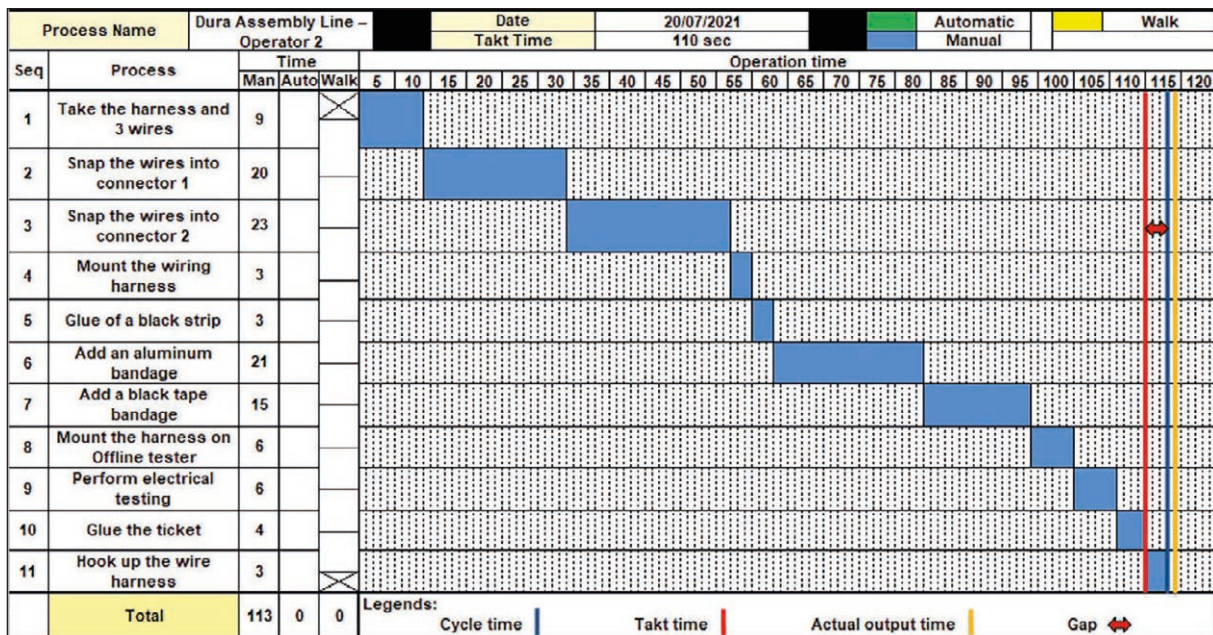 Process Name Dura Assembly Line – Operator 2 Date 20/07/2021 Automatic Walk
Takt Time 110 sec Manual
Seq Process Time Operation time
Man Auto Walk 5 10 15 20 25 30 35 40 45 50 55 60 65 70 75 80 85 90 95 100 105 110 115 120
1 Take the harness and 3 wires 9
2 Snap the wires into connector 1 20
3 Snap the wires into connector 2 23
4 Mount the wiring harness 3
5 Glue of a black strip 3
6 Add an aluminum bandage 21
7 Add a black tape bandage 15
8 Mount the harness on Offline tester 6
9 Perform electrical testing 6
10 Glue the ticket 4
11 Hook up the wire harness 3
Total 113 0 0
Legends:
Cycle time Takt time Actual output time Gap